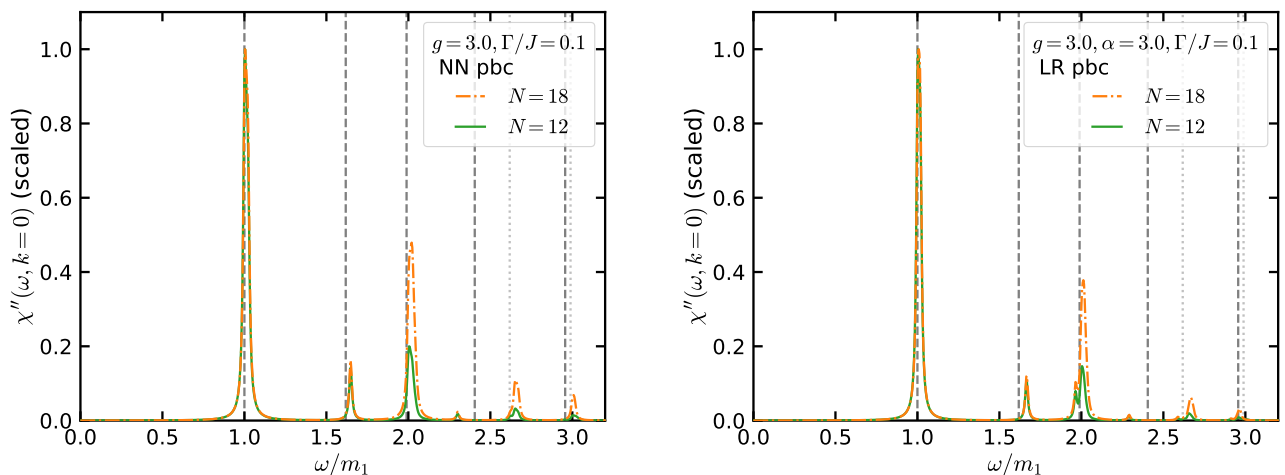 χ''(ω, k = 0) (scaled)
1.0
0.8
0.6
0.4
0.2
0.0
g = 3.0, Γ/J = 0.1
NN pbc
N = 18
N = 12
0.0 0.5 1.0 1.5 2.0 2.5 3.0
ω/m₁
χ''(ω, k = 0) (scaled)
1.0
0.8
0.6
0.4
0.2
0.0
g = 3.0, α = 3.0, Γ/J = 0.1
LR pbc
N = 18
N = 12
0.0 0.5 1.0 1.5 2.0 2.5 3.0
ω/m₁